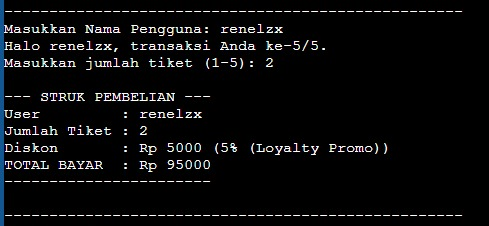 ---------------------------------------------------
Masukkan Nama Pengguna: renelzx
Halo renelzx, transaksi Anda ke-5/5.
Masukkan jumlah tiket (1-5): 2
--- STRUK PEMBELIAN ---
User         : renelzx
Jumlah Tiket : 2
Diskon       : Rp 5000 (5% (Loyalty Promo))
TOTAL BAYAR  : Rp 95000
-----------------------
---------------------------------------------------